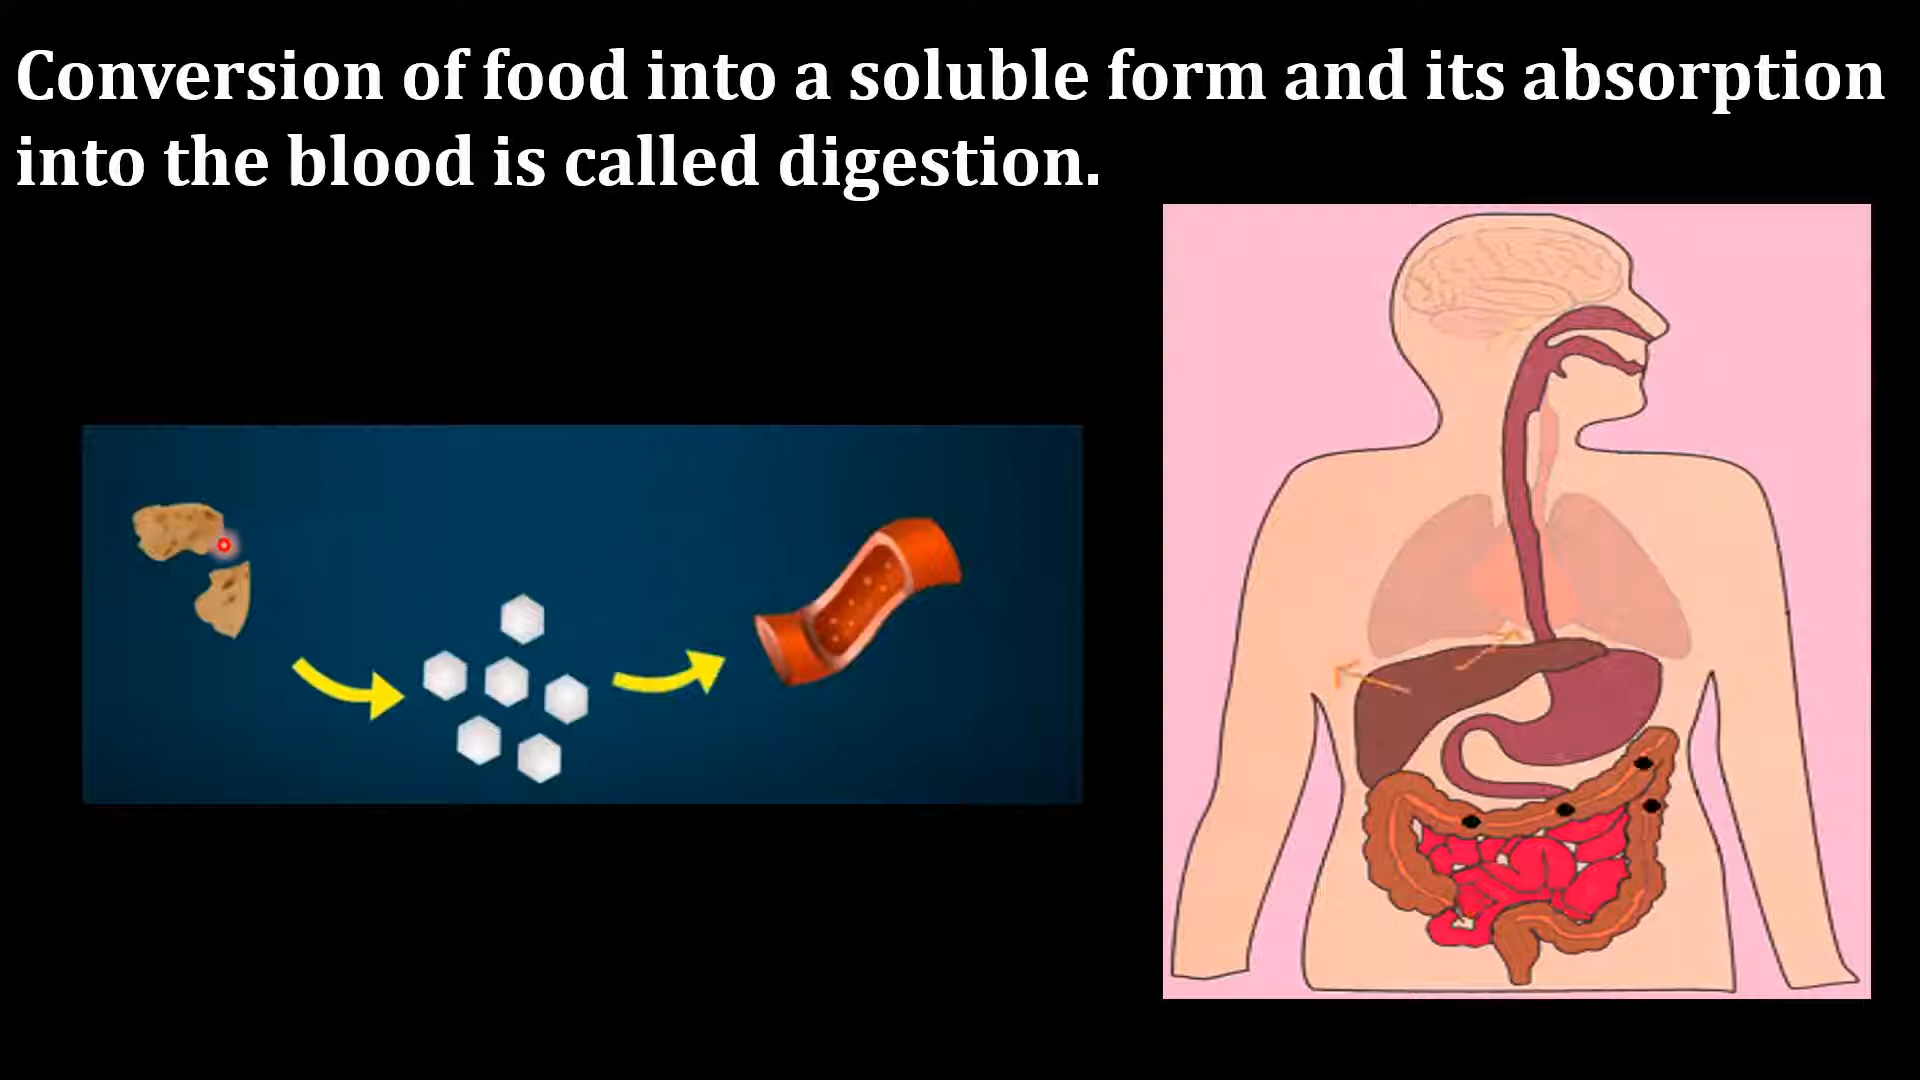 Conversion of food into a soluble form and its absorption
into the blood is called digestion.